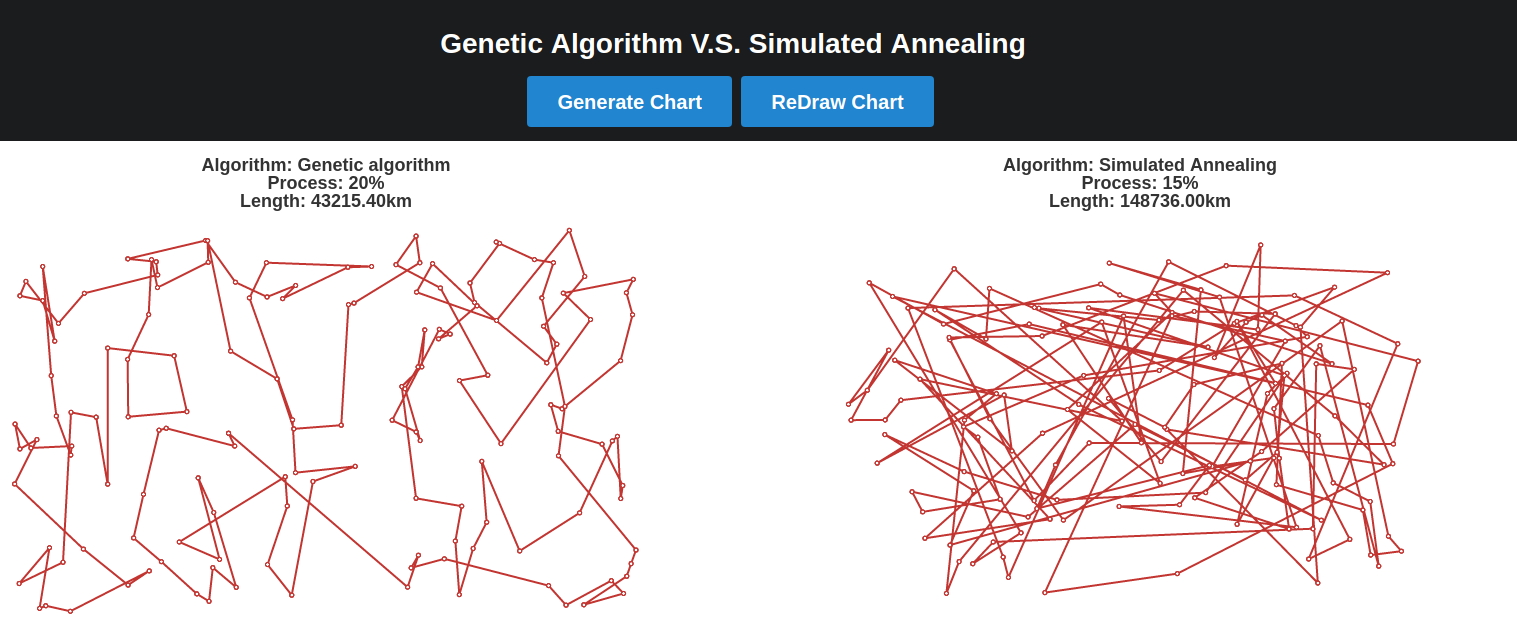 Genetic Algorithm V.S. Simulated Annealing
Generate Chart
ReDraw Chart
Algorithm: Genetic algorithm
Process: 20%
Length: 43215.40km
Algorithm: Simulated Annealing
Process: 15%
Length: 148736.00km